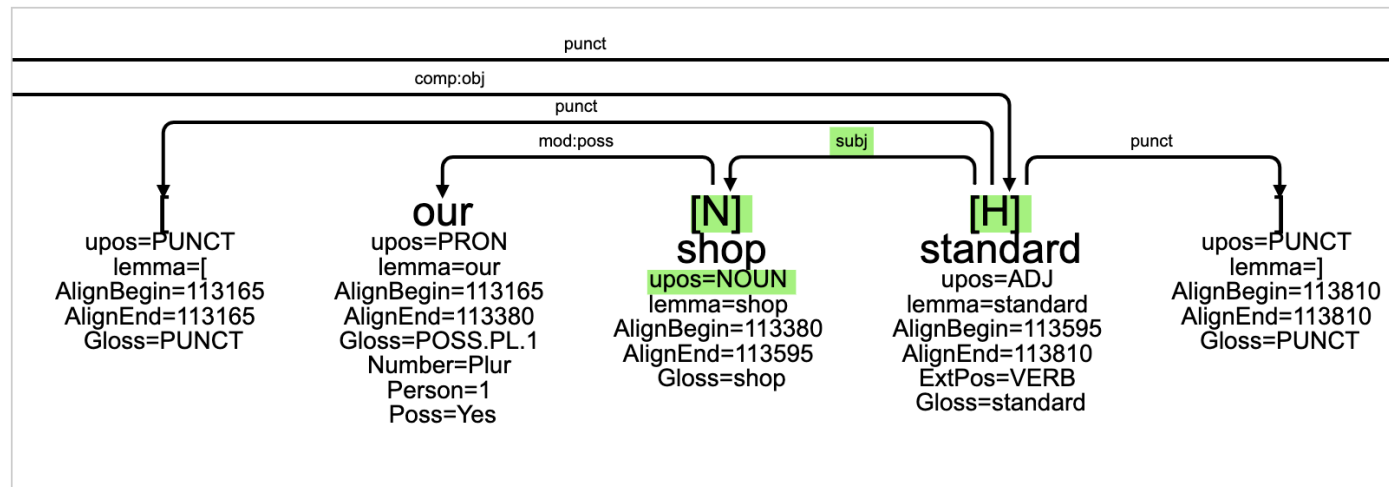 punct
comp:obj
punct
mod:poss
subj
punct
[
upos=PUNCT
lemma=[
AlignBegin=113165
AlignEnd=113165
Gloss=PUNCT
our
upos=PRON
lemma=our
AlignBegin=113165
AlignEnd=113380
Gloss=POSS.PL.1
Number=Plur
Person=1
Poss=Yes
[N]
shop
upos=NOUN
lemma=shop
AlignBegin=113380
AlignEnd=113595
Gloss=shop
[H]
standard
upos=ADJ
lemma=standard
AlignBegin=113595
AlignEnd=113810
ExtPos=VERB
Gloss=standard
]
upos=PUNCT
lemma=]
AlignBegin=113810
AlignEnd=113810
Gloss=PUNCT